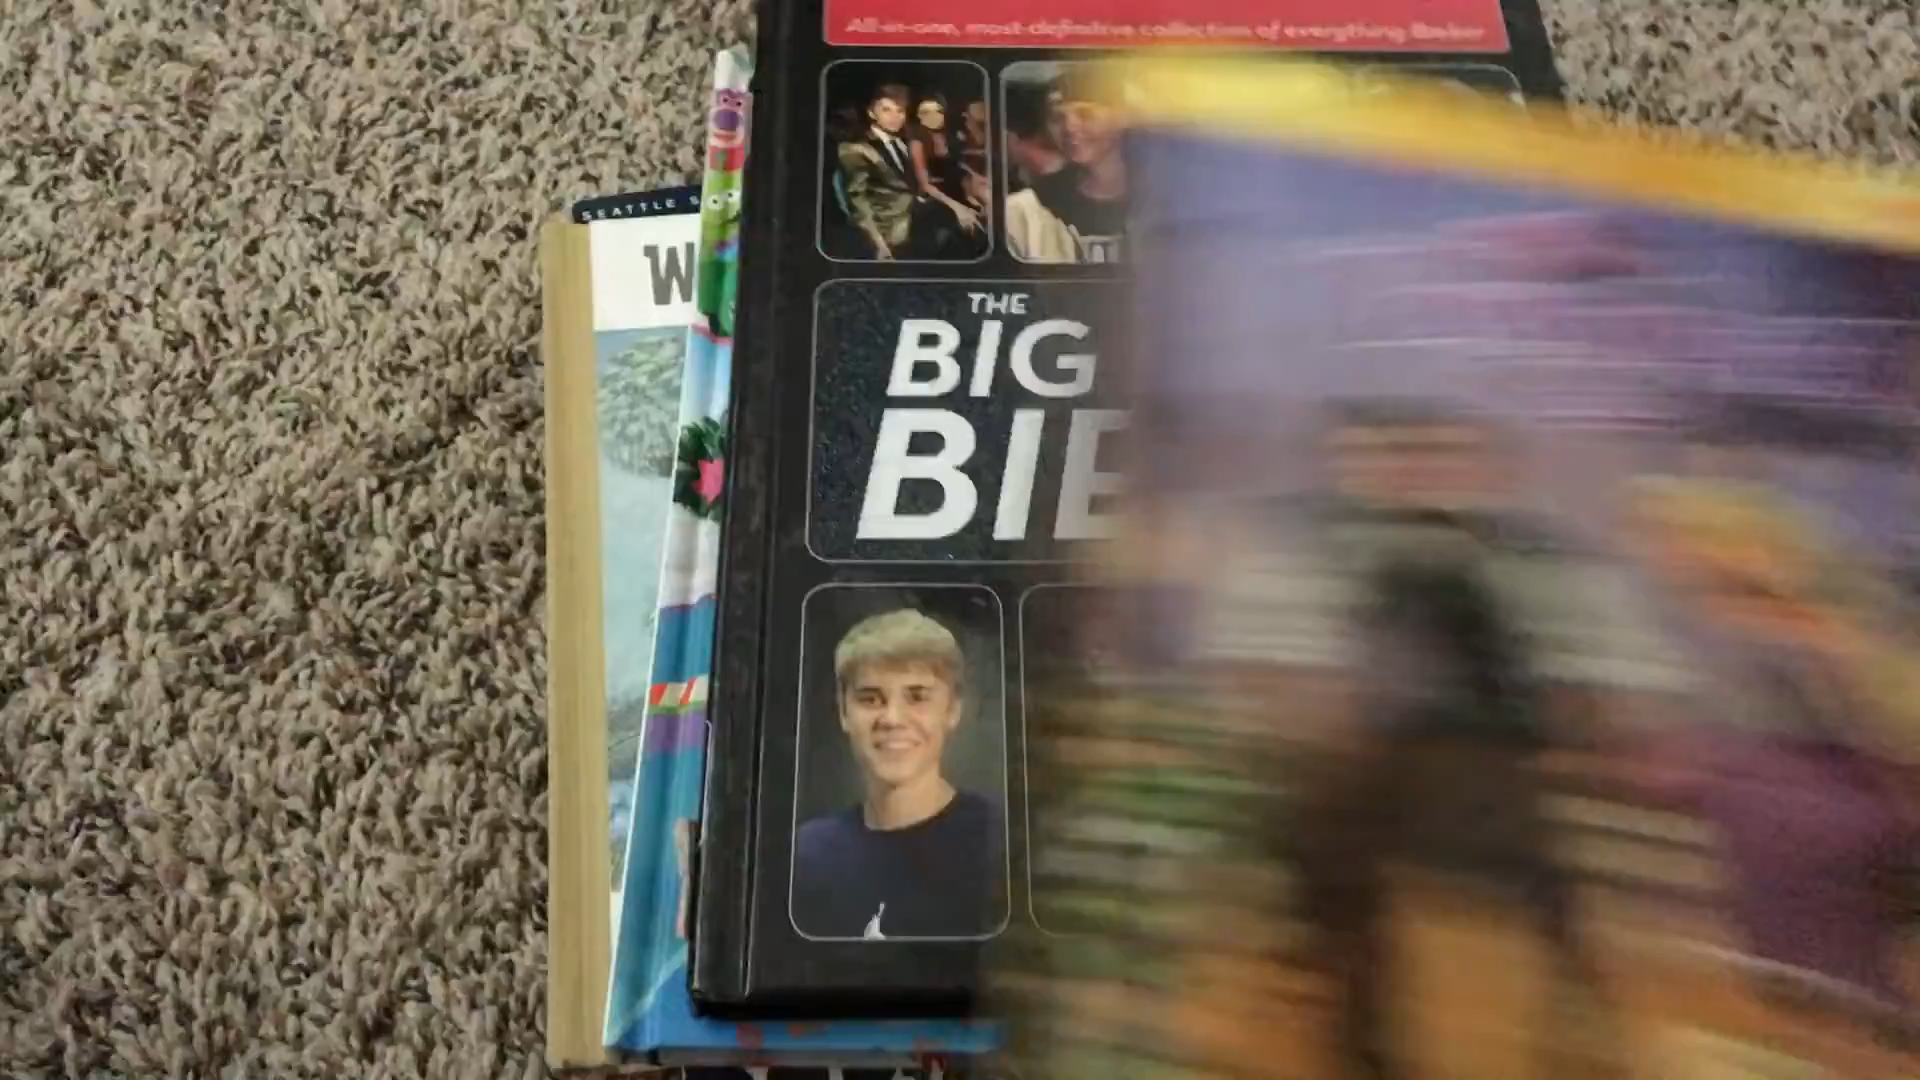 All-in-one, most-definitive collection of everything Bieber
SEATTLE S
W
THE
BIG
BIE